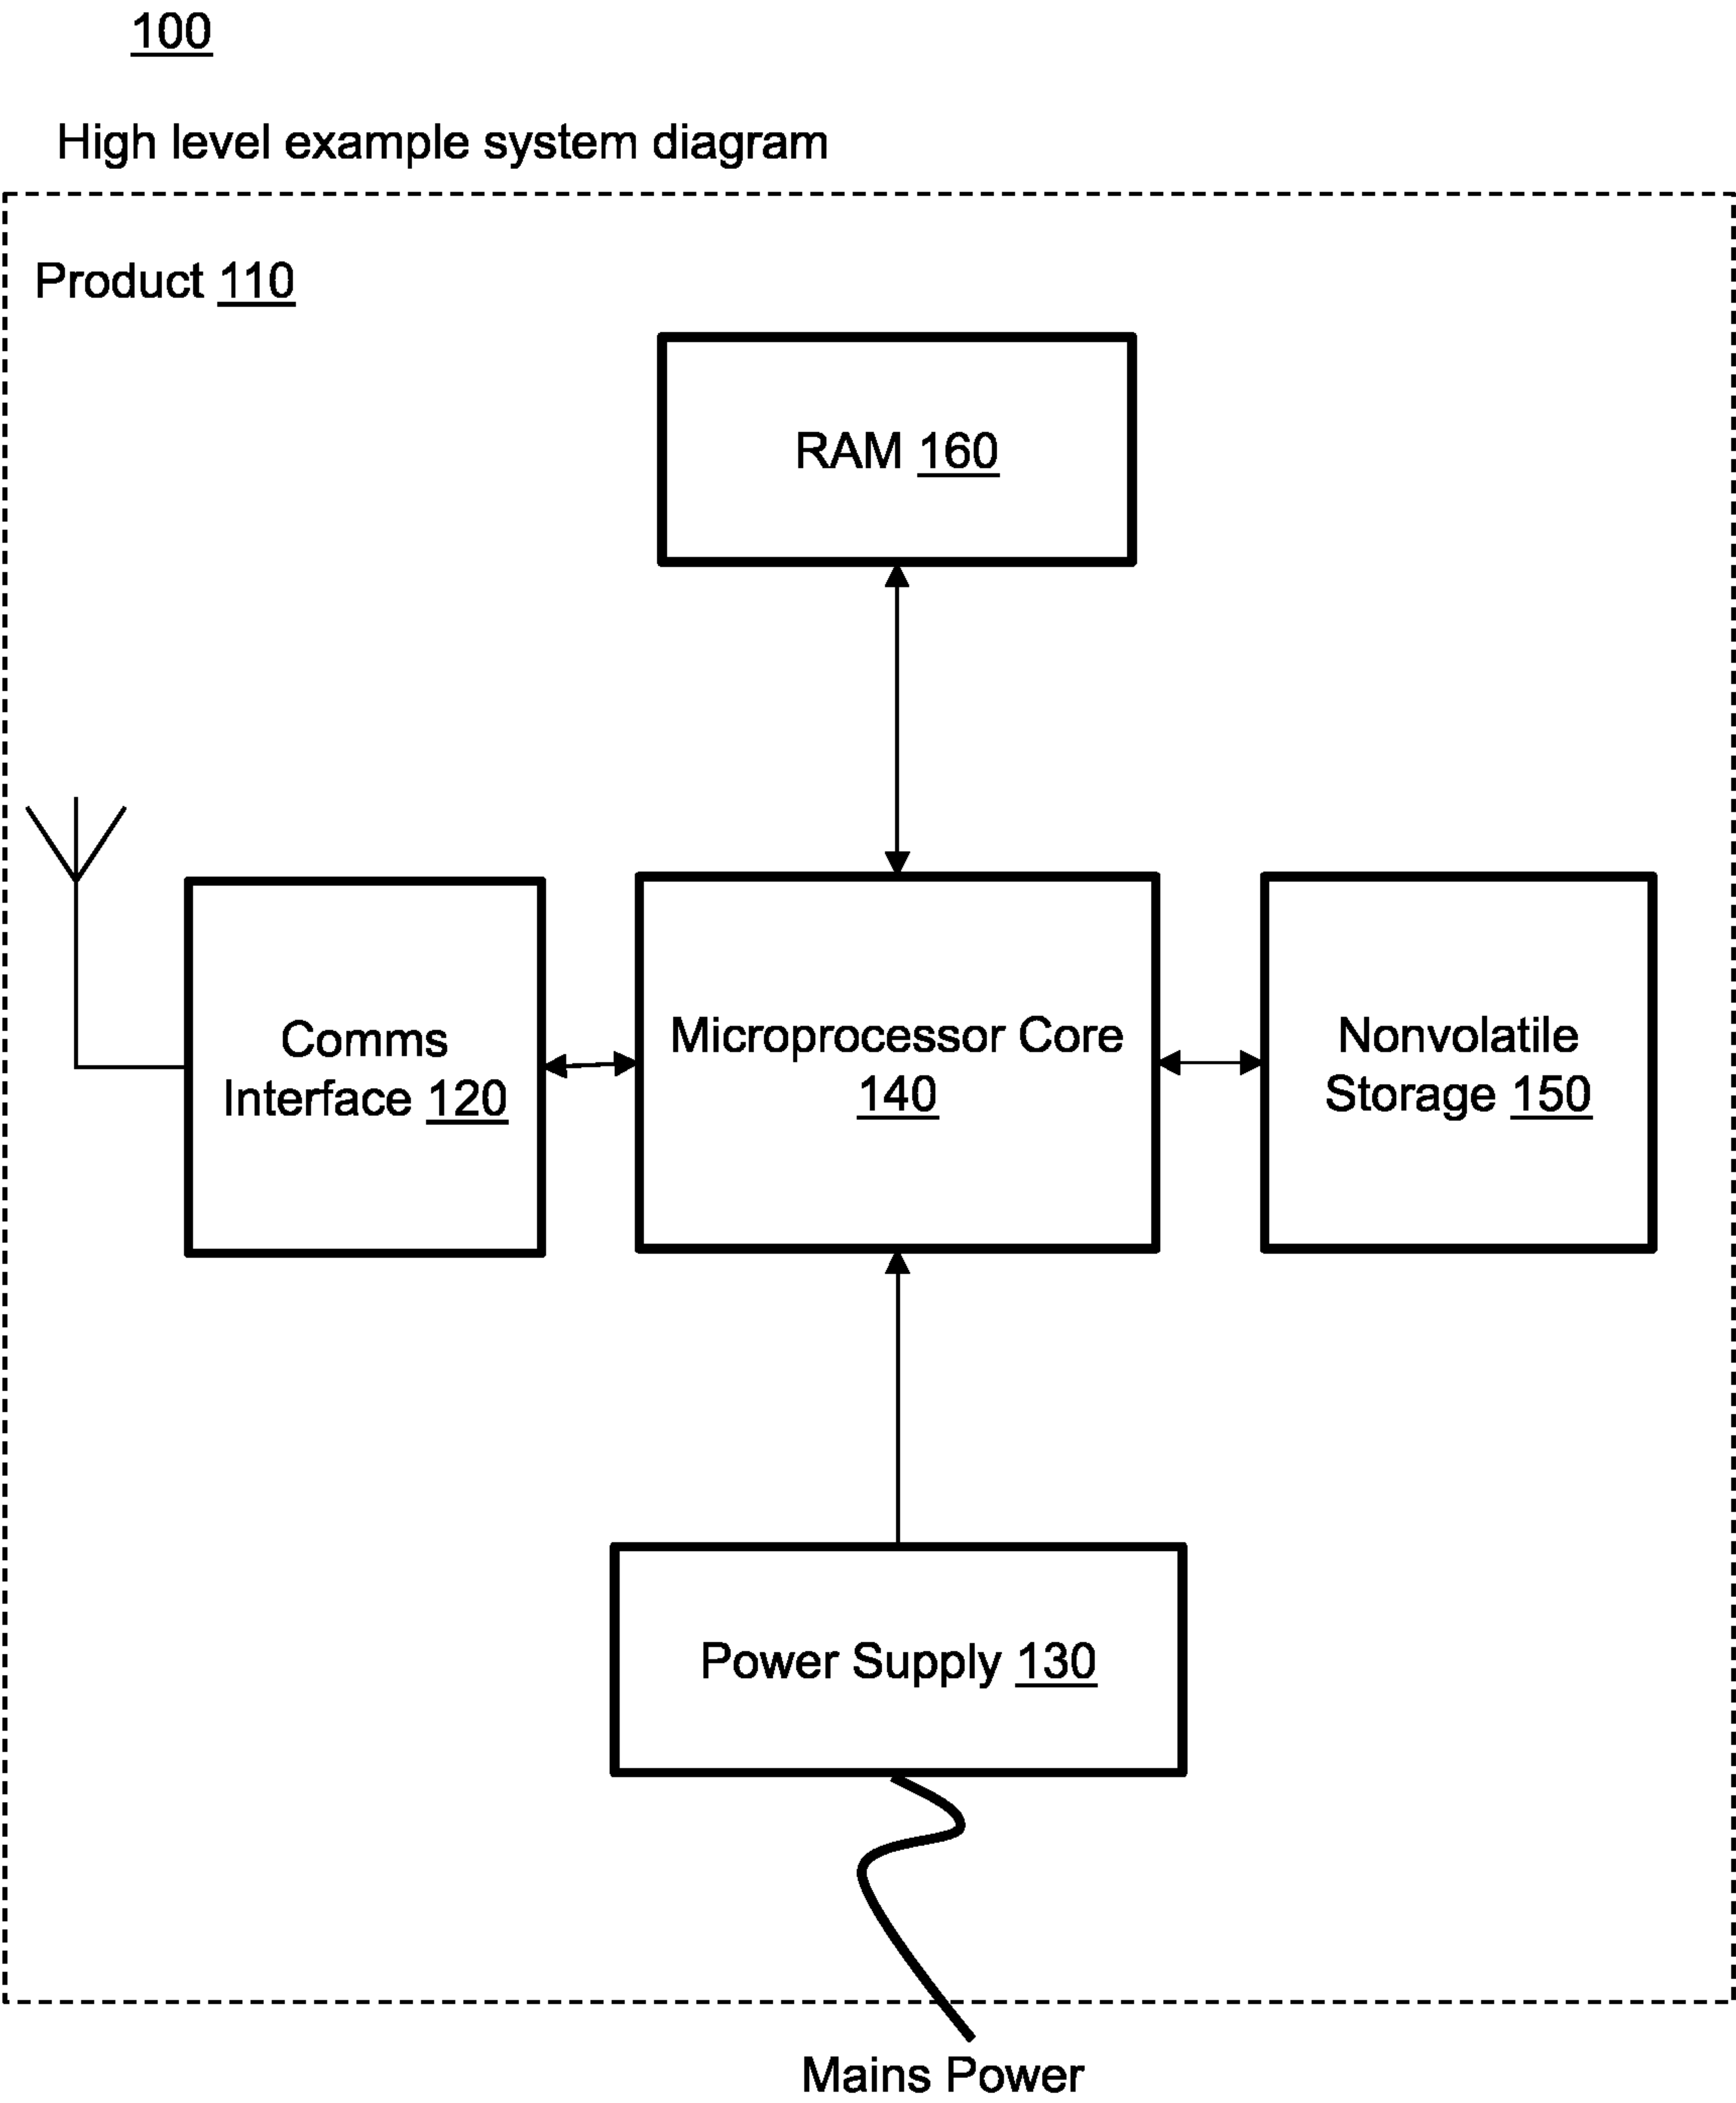 100
High level example system diagram
Product 110
RAM 160
Comms
Interface 120
Microprocessor Core
140
Nonvolatile
Storage 150
Power Supply 130
Mains Power